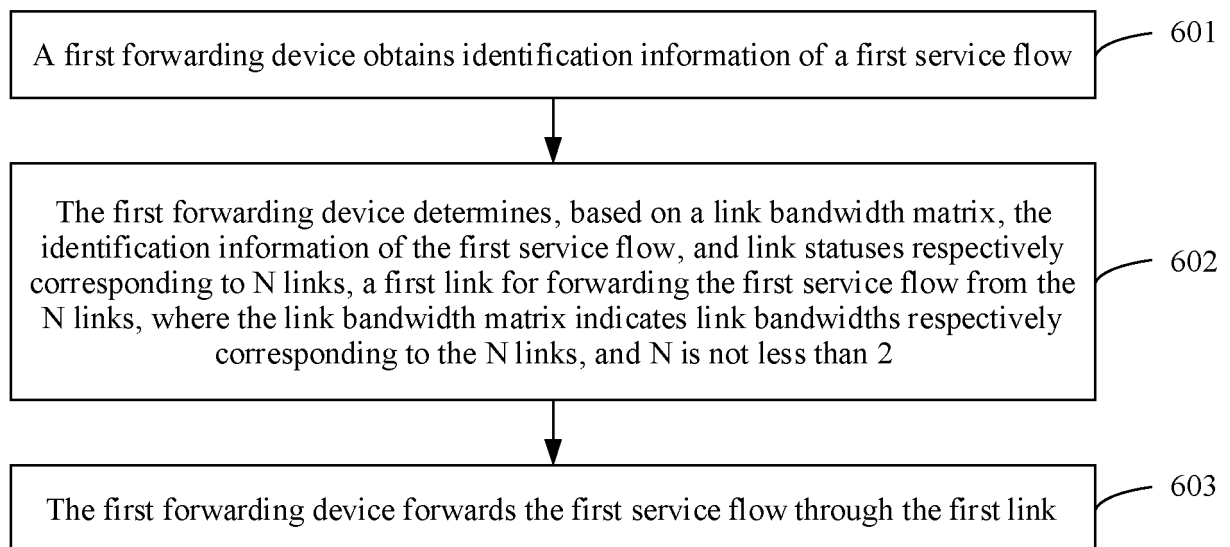 A first forwarding device obtains identification information of a first service flow
601
The first forwarding device determines, based on a link bandwidth matrix, the
identification information of the first service flow, and link statuses respectively
corresponding to N links, a first link for forwarding the first service flow from the
N links, where the link bandwidth matrix indicates link bandwidths respectively
corresponding to the N links, and N is not less than 2
602
The first forwarding device forwards the first service flow through the first link
603